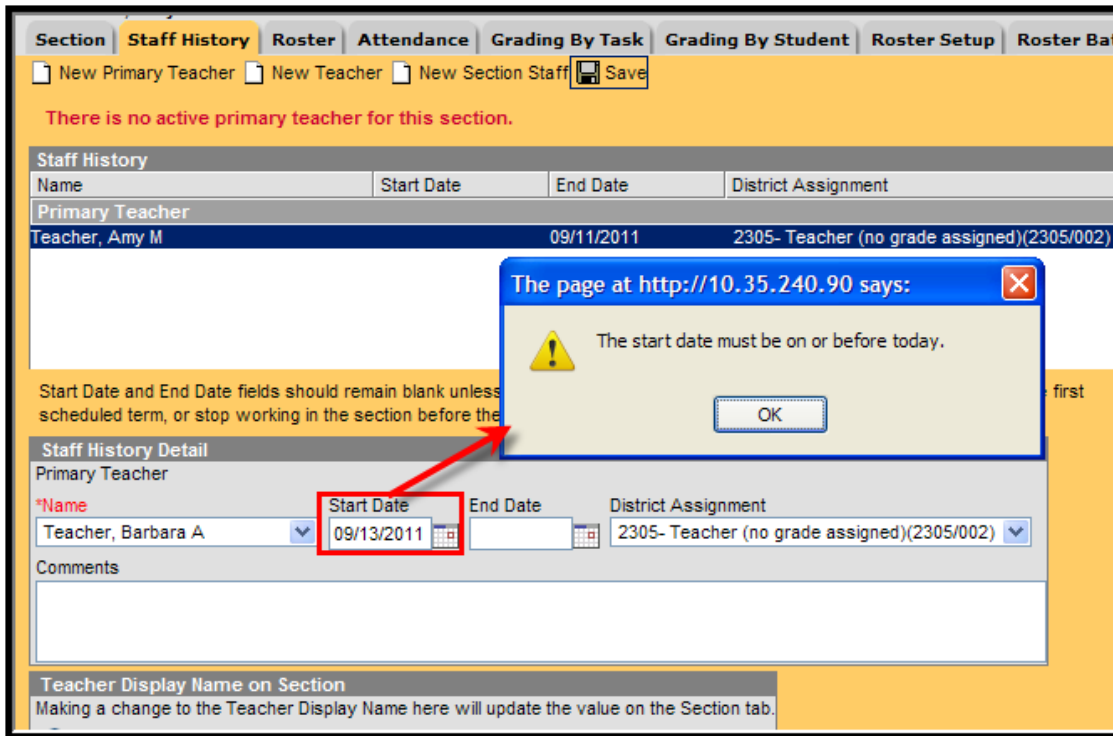 Section Staff History Roster Attendance Grading By Task Grading By Student Roster Setup Roster Bat
New Primary Teacher New Teacher New Section Staff Save
There is no active primary teacher for this section.
Staff History
Name Start Date End Date District Assignment
Primary Teacher
Teacher, Amy M 09/11/2011 2305- Teacher (no grade assigned)(2305/002)
The page at http://10.35.240.90 says:
The start date must be on or before today.
OK
Start Date and End Date fields should remain blank unless first
scheduled term, or stop working in the section before the
Staff History Detail
Primary Teacher
*Name Start Date End Date District Assignment
Teacher, Barbara A 09/13/2011 2305- Teacher (no grade assigned)(2305/002)
Comments
Teacher Display Name on Section
Making a change to the Teacher Display Name here will update the value on the Section tab.